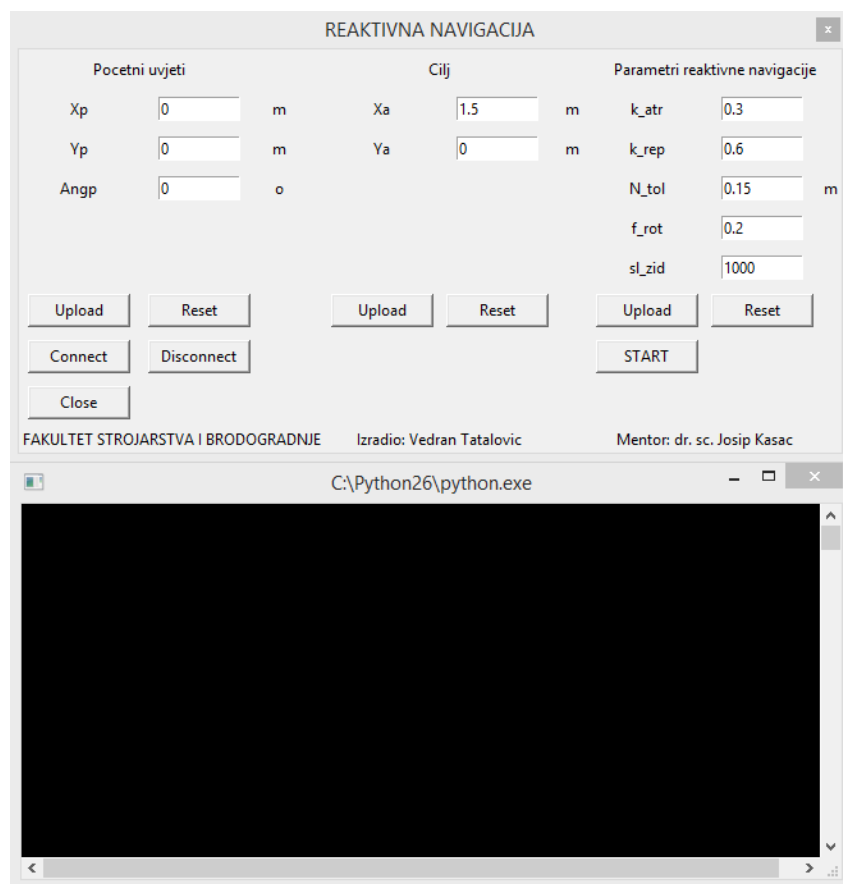 REAKTIVNA NAVIGACIJA x
Pocetni uvjeti Cilj Parametri reaktivne navigacije
Xp 0 m Xa 1.5 m k_atr 0.3
Yp 0 m Ya 0 m k_rep 0.6
Angp 0 o N_tol 0.15 m
f_rot 0.2
sl_zid 1000
Upload Reset Upload Reset Upload Reset
Connect Disconnect START
Close
FAKULTET STROJARSTVA I BRODOGRADNJE Izradio: Vedran Tatalovic Mentor: dr. sc. Josip Kasac
C:\Python26\python.exe